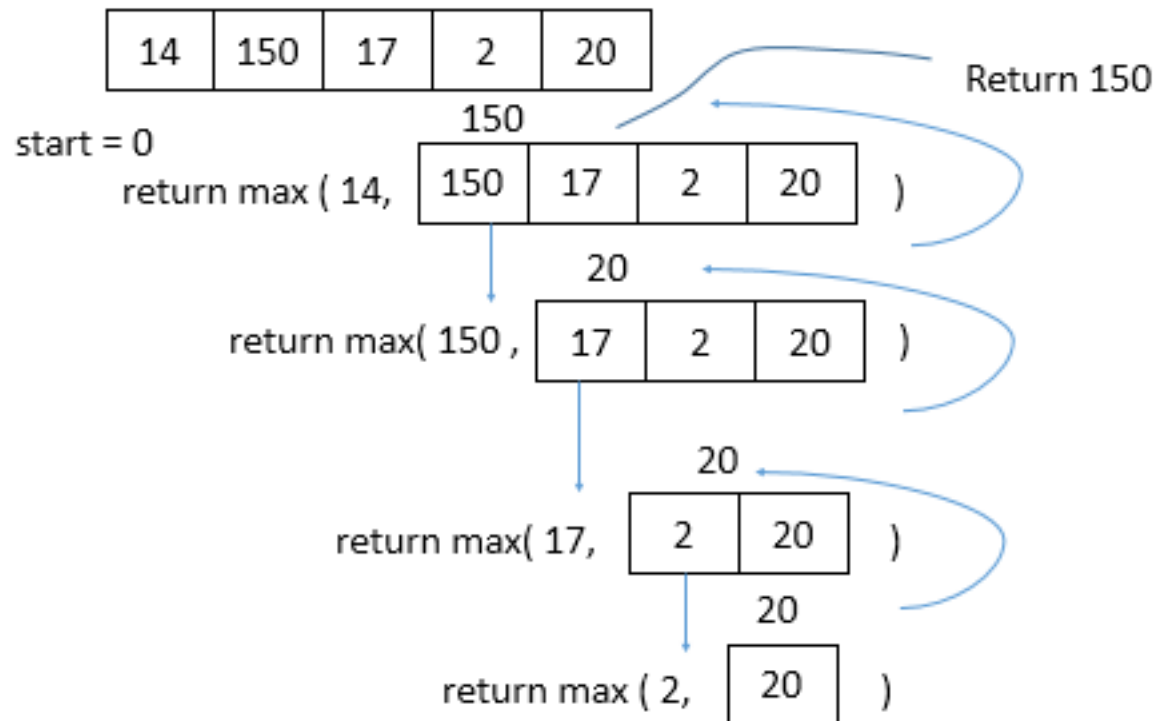 14 150 17 2 20
Return 150
150
start = 0
return max ( 14, 150 17 2 20 )
20
return max( 150 , 17 2 20 )
20
return max( 17, 2 20 )
20
return max ( 2, 20 )